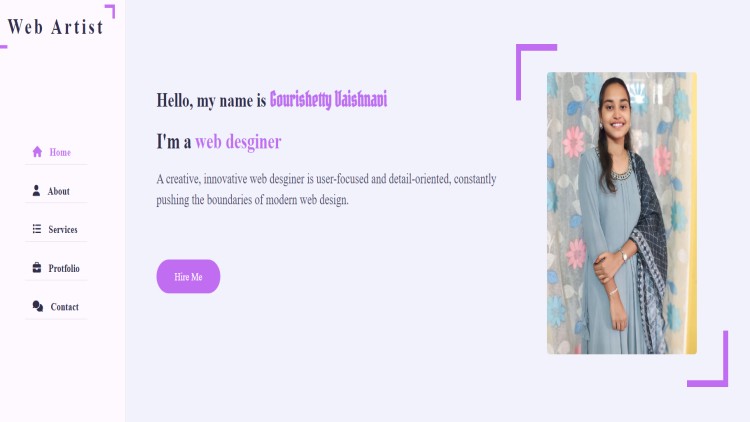 Web Artist
Home
About
Services
Protfolio
Contact
Hello, my name is Gourishetty Vaishnavi
I'm a web desginer
A creative, innovative web desginer is user-focused and detail-oriented, constantly
pushing the boundaries of modern web design.
Hire Me